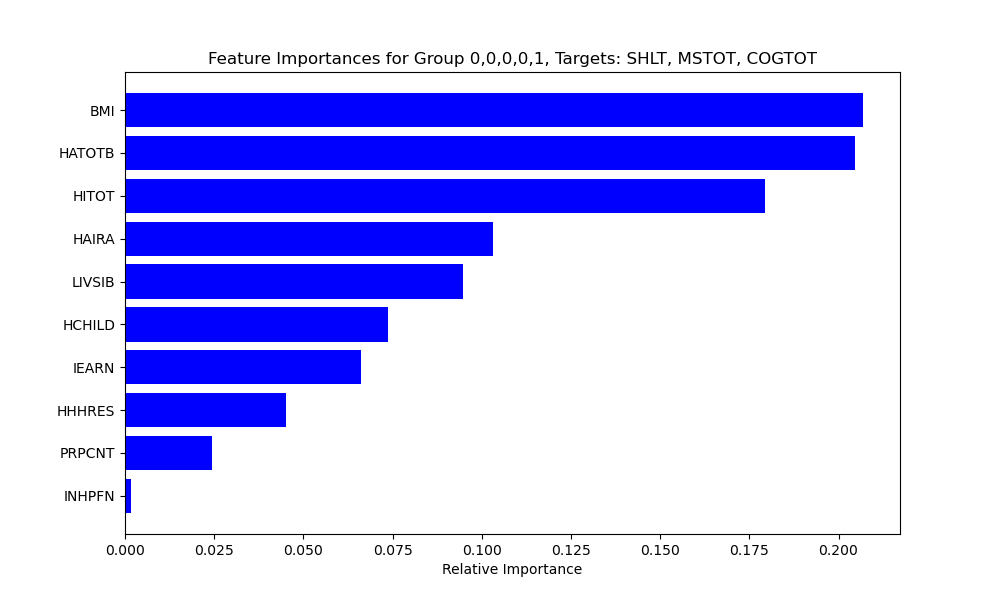 Feature Importances for Group 0,0,0,0,1, Targets: SHLT, MSTOT, COGTOT
BMI
HATOTB
HITOT
HAIRA
LIVSIB
HCHILD
IEARN
HHHRES
PRPCNT
INHPFN
0.000 0.025 0.050 0.075 0.100 0.125 0.150 0.175 0.200
Relative Importance